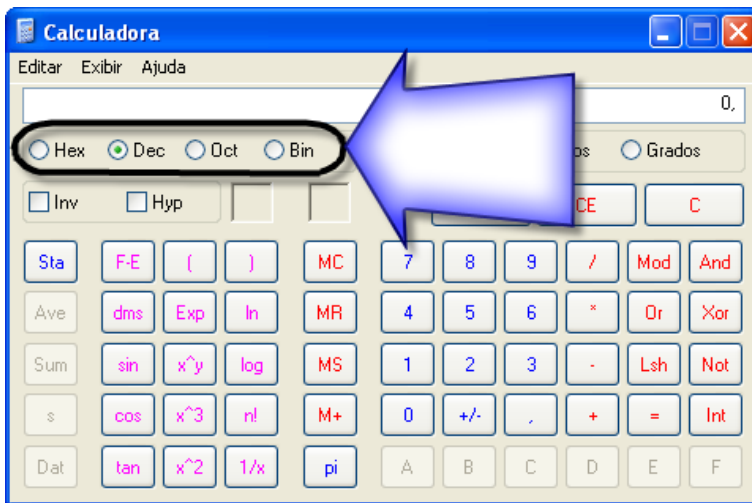 Calculadora
Editar Exibir Ajuda
0,
Hex Dec Oct Bin Grados
Inv Hyp CE C
Sta F-E ( ) MC 7 8 9 / Mod And
Ave dms Exp ln MR 4 5 6 * Or Xor
Sum sin x^y log MS 1 2 3 - Lsh Not
s cos x^3 n! M+ 0 +/- , + = Int
Dat tan x^2 1/x pi A B C D E F